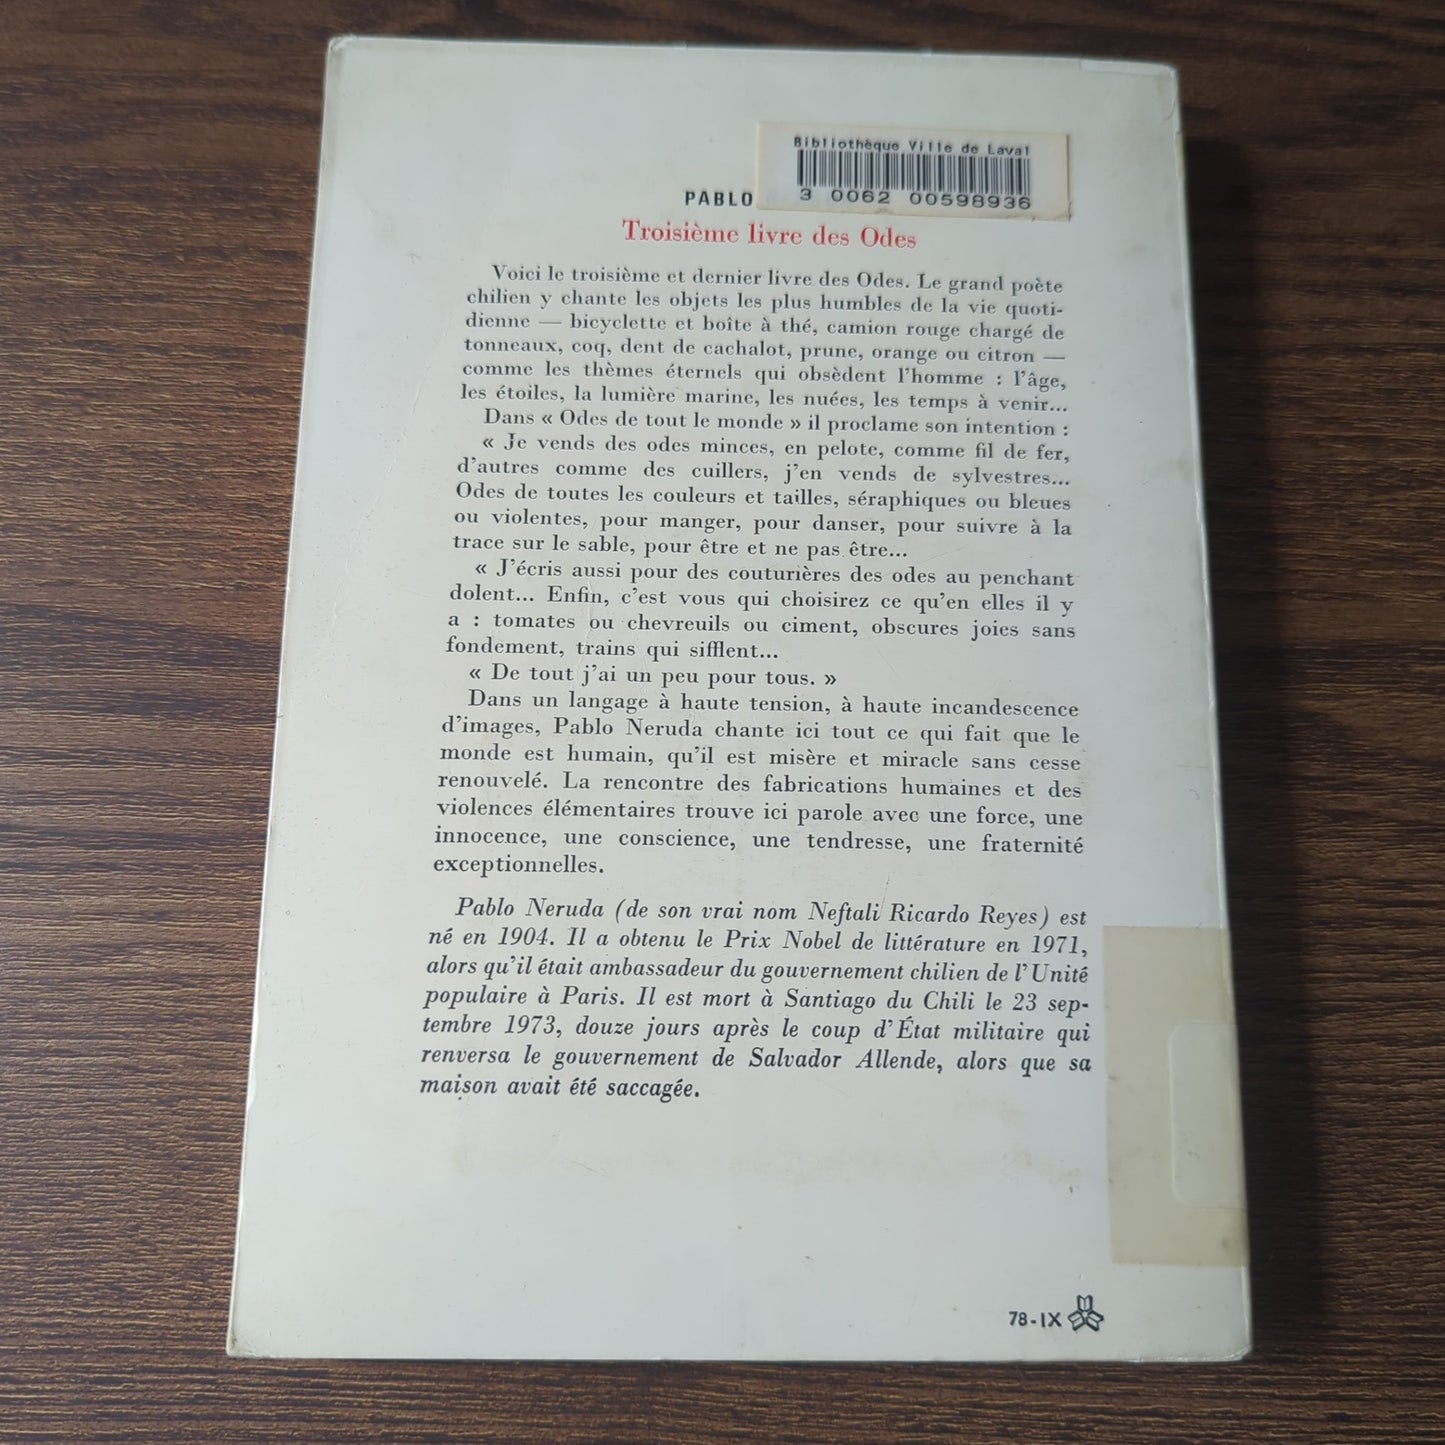 Bibliothèque Ville de Laval
3 0062 00598936
PABLO
Troisième livre des Odes
Voici le troisième et dernier livre des Odes. Le grand poète
chilien y chante les objets les plus humbles de la vie quoti-
dienne — bicyclette et boîte à thé, camion rouge chargé de
tonneaux, coq, dent de cachalot, prune, orange ou citron —
comme les thèmes éternels qui obsèdent l'homme : l'âge,
les étoiles, la lumière marine, les nuées, les temps à venir...
Dans « Odes de tout le monde » il proclame son intention :
« Je vends des odes minces, en pelote, comme fil de fer,
d'autres comme des cuillers, j'en vends de sylvestres...
Odes de toutes les couleurs et tailles, séraphiques ou bleues
ou violentes, pour manger, pour danser, pour suivre à la
trace sur le sable, pour être et ne pas être...
« J'écris aussi pour des couturières des odes au penchant
dolent... Enfin, c'est vous qui choisirez ce qu'en elles il y
a : tomates ou chevreuils ou ciment, obscures joies sans
fondement, trains qui sifflent...
« De tout j'ai un peu pour tous. »
Dans un langage à haute tension, à haute incandescence
d'images, Pablo Neruda chante ici tout ce qui fait que le
monde est humain, qu'il est misère et miracle sans cesse
renouvelé. La rencontre des fabrications humaines et des
violences élémentaires trouve ici parole avec une force, une
innocence, une conscience, une tendresse, une fraternité
exceptionnelles.
Pablo Neruda (de son vrai nom Neftali Ricardo Reyes) est
né en 1904. Il a obtenu le Prix Nobel de littérature en 1971,
alors qu'il était ambassadeur du gouvernement chilien de l'Unité
populaire à Paris. Il est mort à Santiago du Chili le 23 sep-
tembre 1973, douze jours après le coup d'État militaire qui
renversa le gouvernement de Salvador Allende, alors que sa
maison avait été saccagée.
78-IX